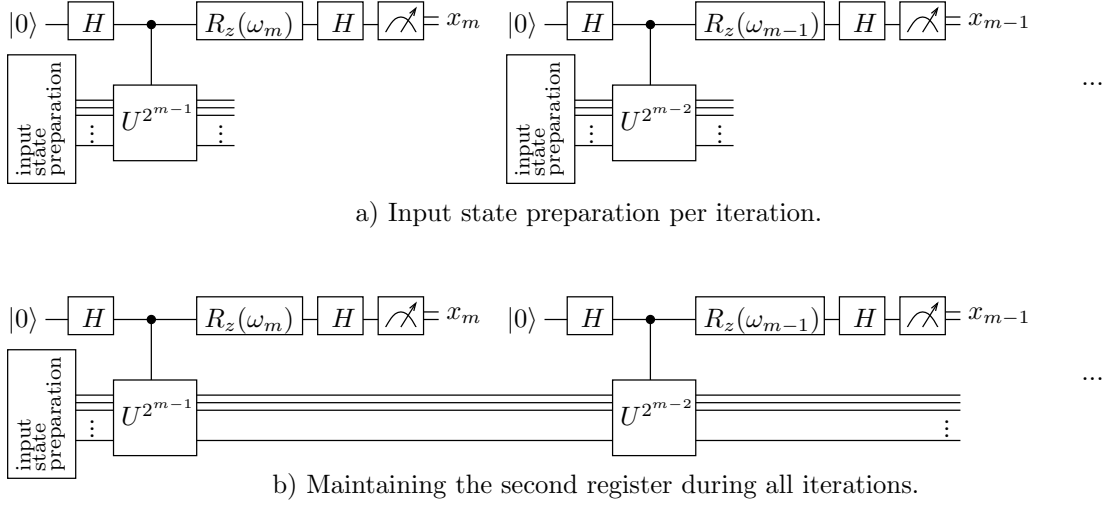 |0⟩ H R_z(ω_m) H x_m |0⟩ H R_z(ω_{m−1}) H x_{m−1}
input
state
preparation
U^{2^{m−1}}
⋮ ⋮
input
state
preparation
U^{2^{m−2}}
⋮ ⋮
...
a) Input state preparation per iteration.
|0⟩ H R_z(ω_m) H x_m |0⟩ H R_z(ω_{m−1}) H x_{m−1}
input
state
preparation
⋮ U^{2^{m−1}} U^{2^{m−2}} ⋮
...
b) Maintaining the second register during all iterations.